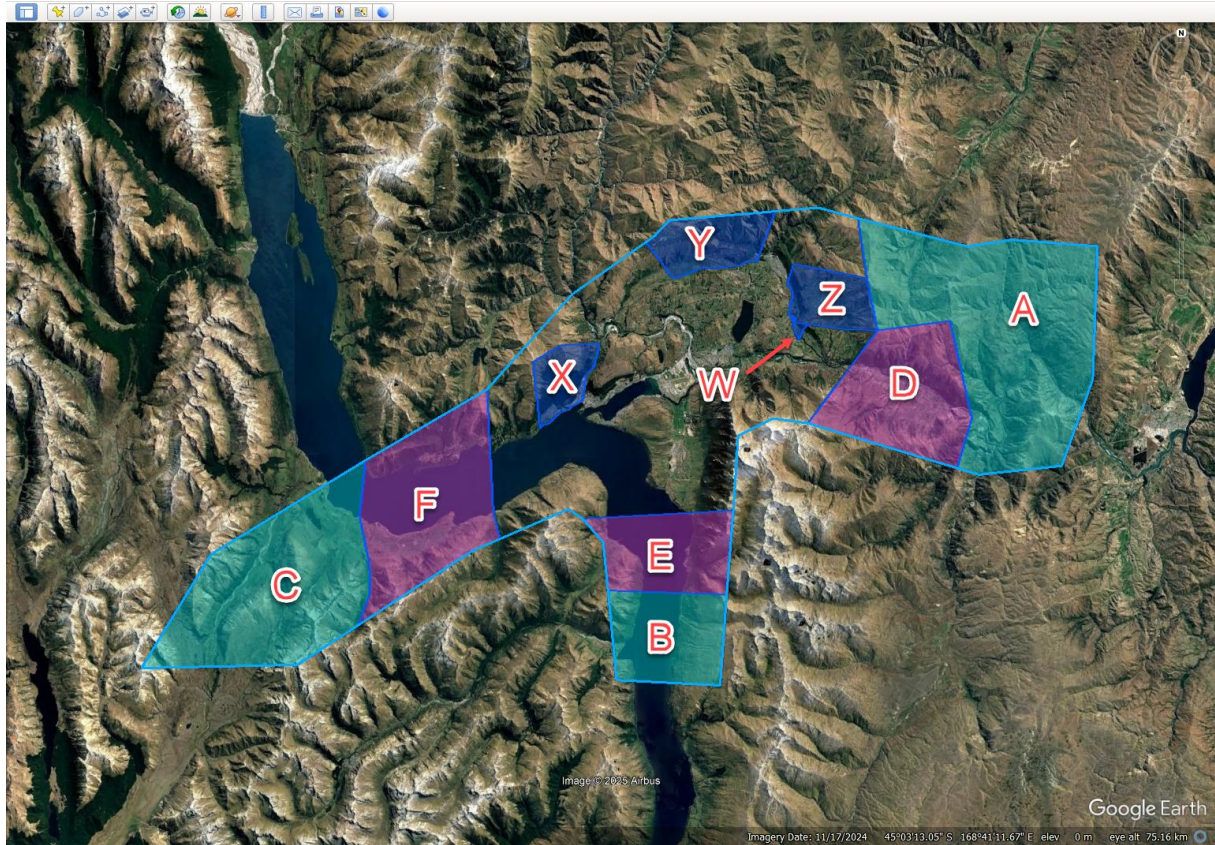 N
Y
Z
A
X
W
D
F
E
C
B
Image © 2025 Airbus
Google Earth
Imagery Date: 11/17/2024 45°03'13.05" S 168°41'11.67" E elev 0 m eye alt 75.16 km